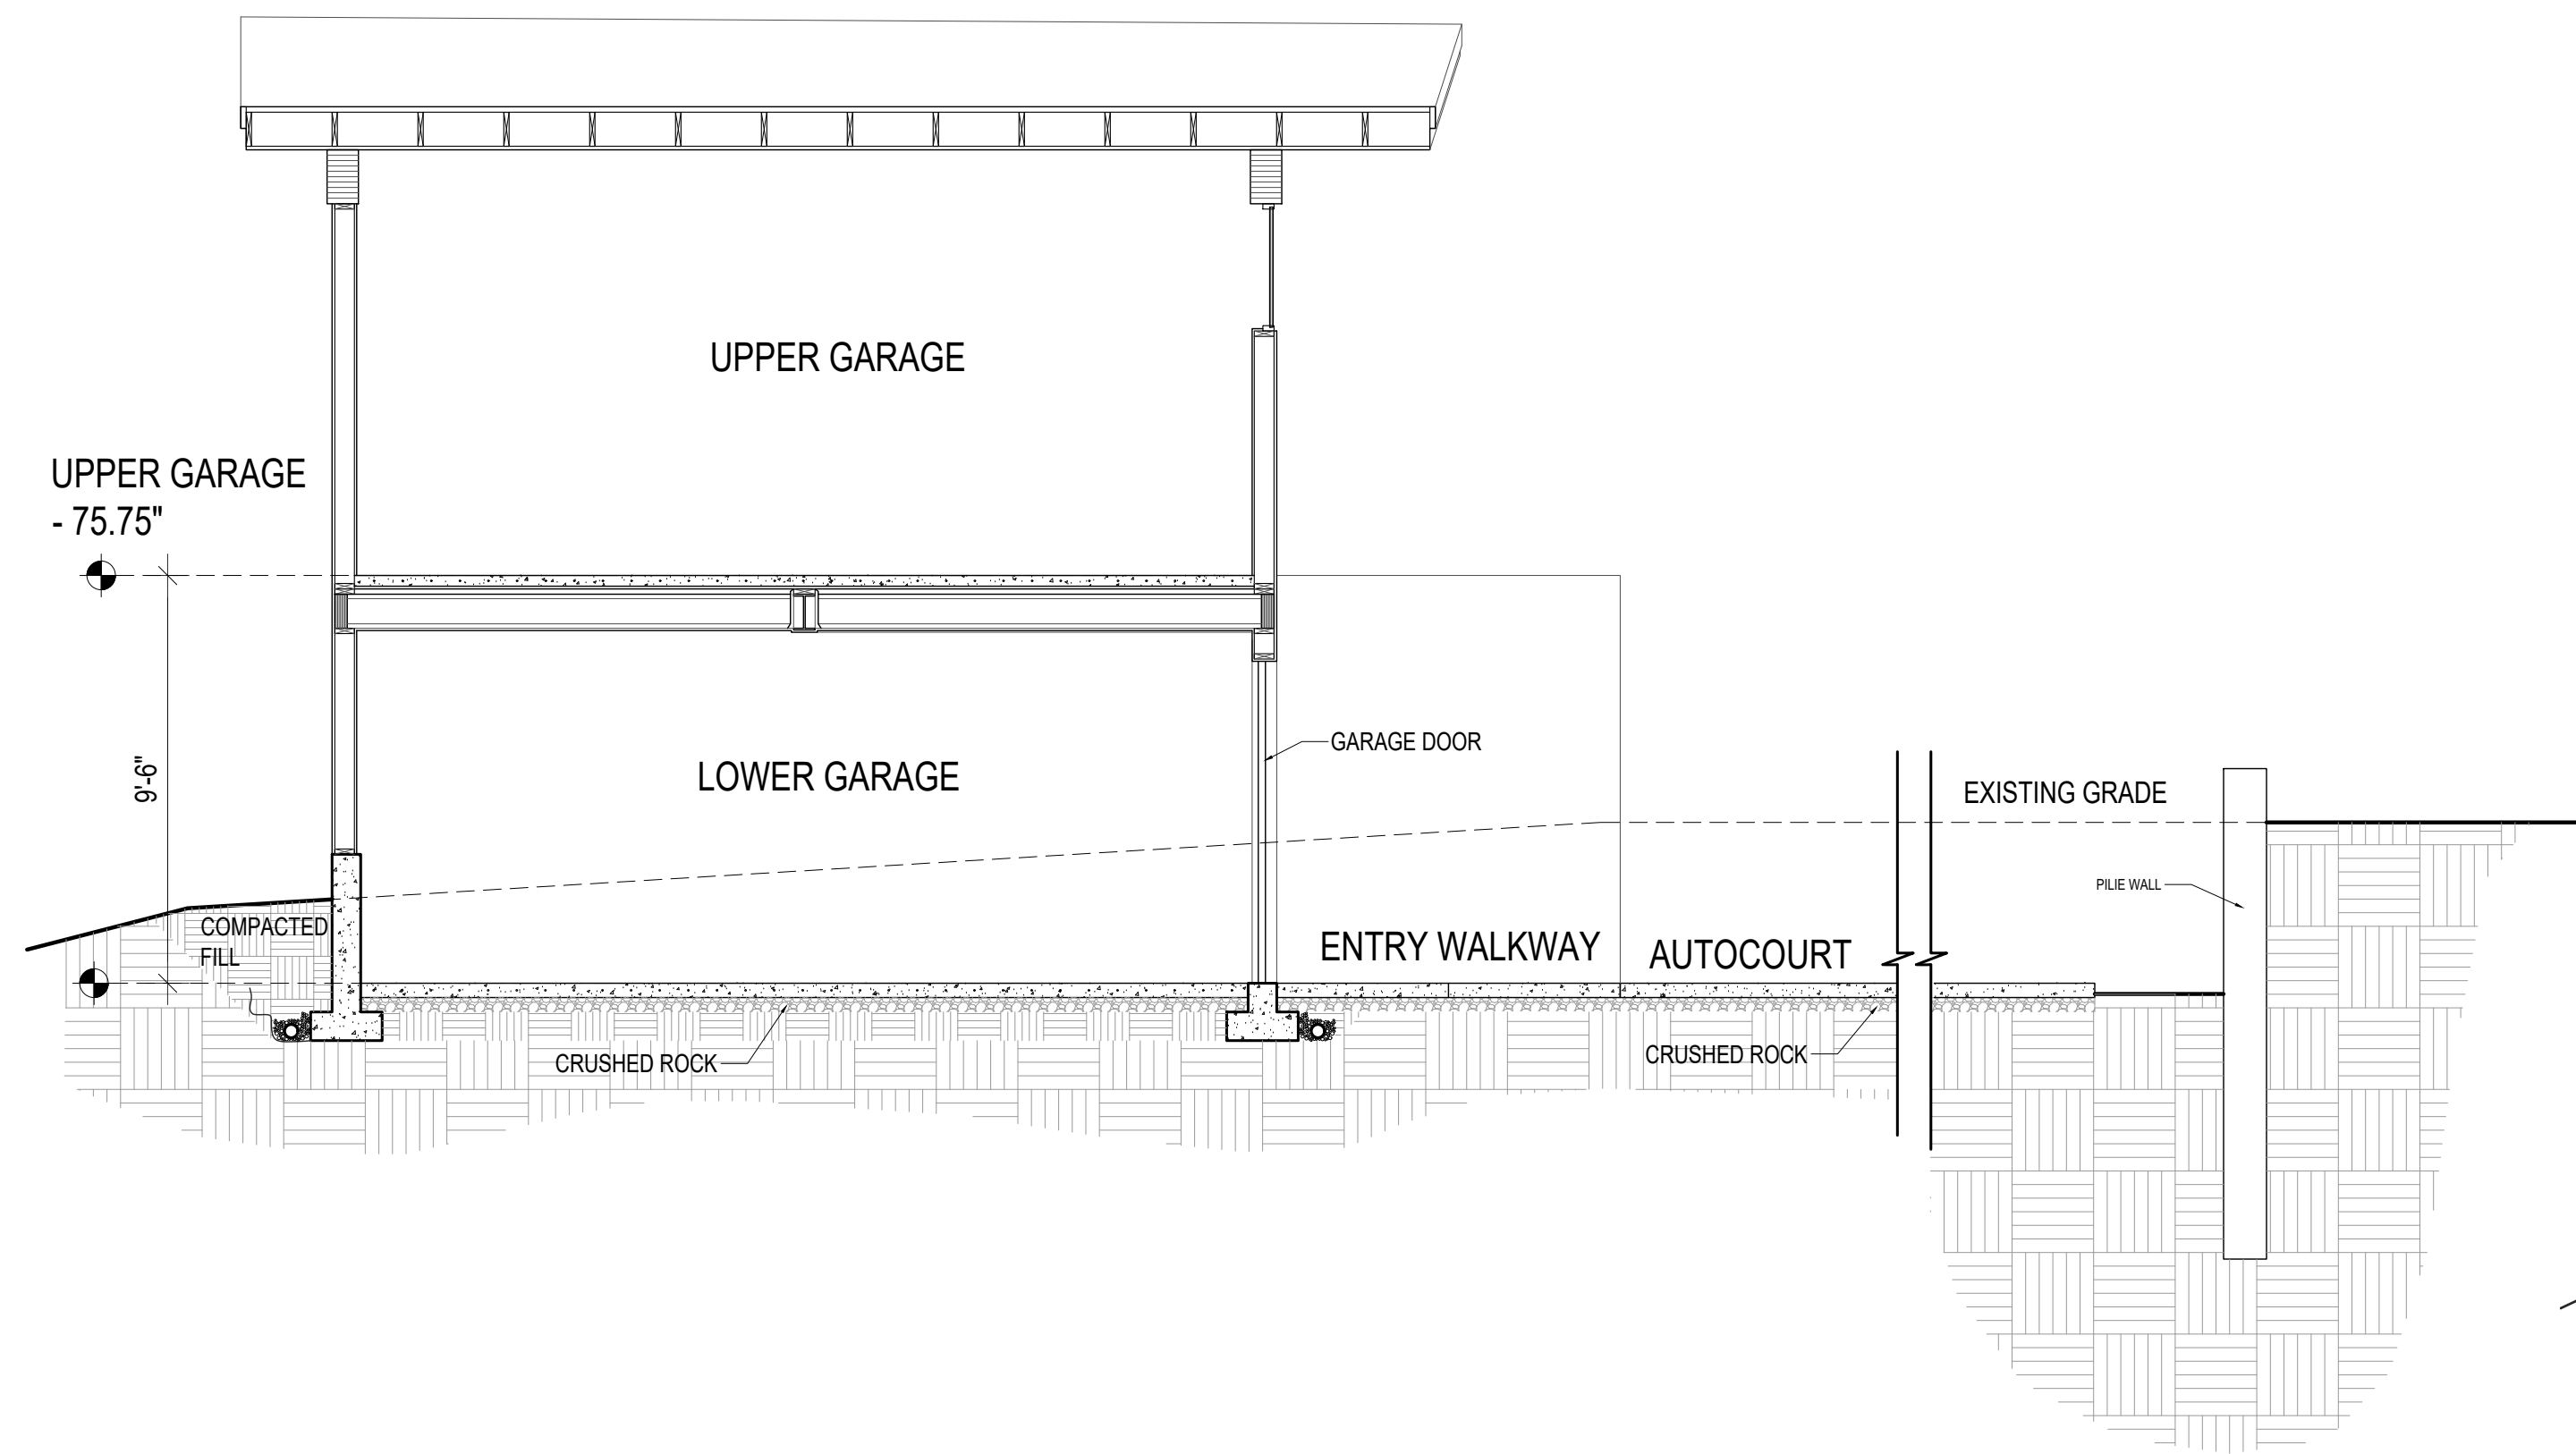 UPPER GARAGE
UPPER GARAGE
- 75.75"
9'-6"
LOWER GARAGE
GARAGE DOOR
EXISTING GRADE
PILIE WALL
COMPACTED
FILL
ENTRY WALKWAY
AUTOCOURT
CRUSHED ROCK
CRUSHED ROCK